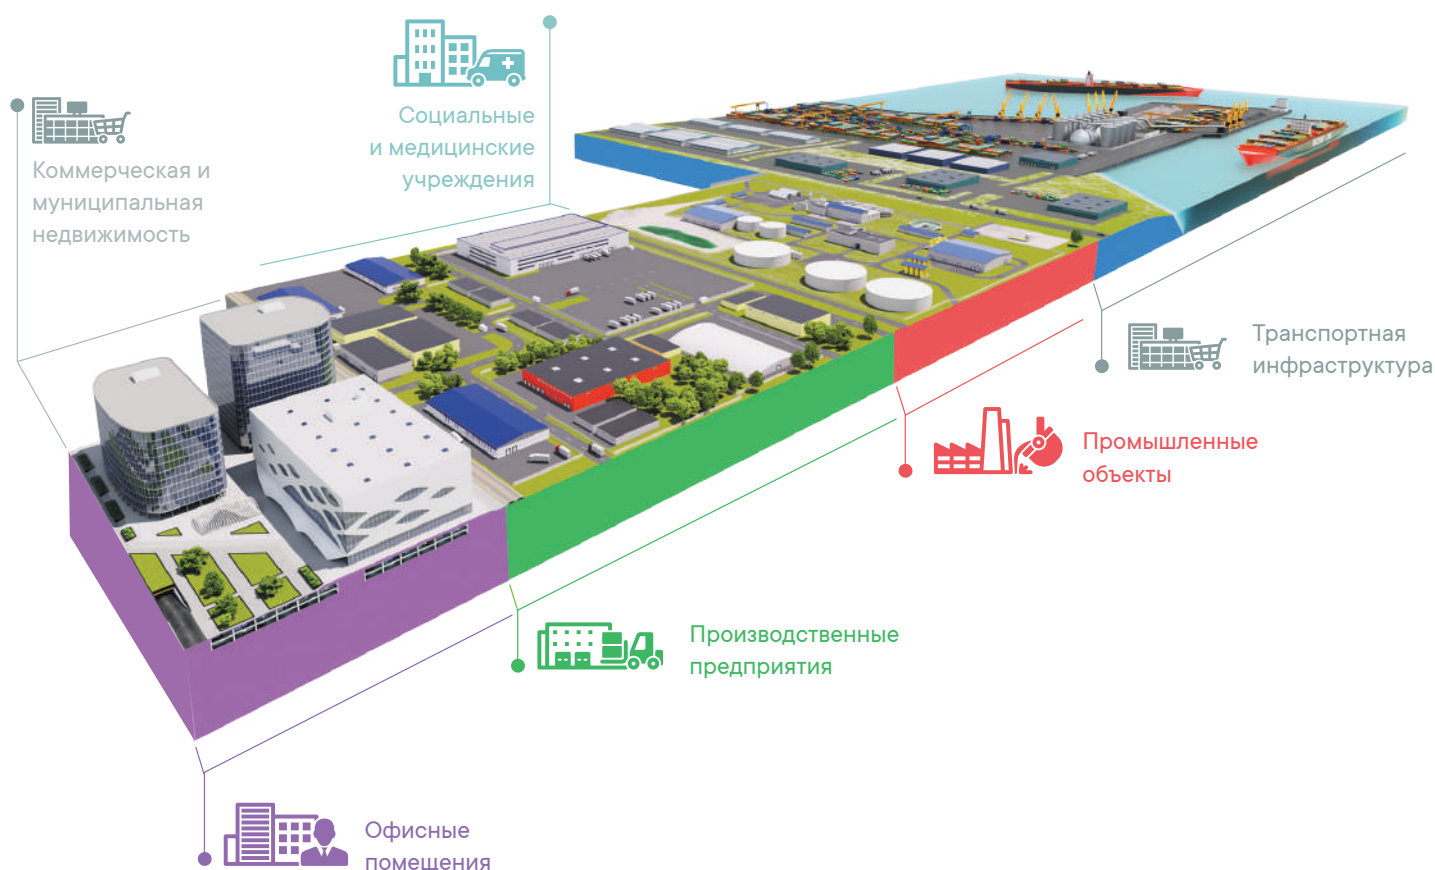 Социальные
и медицинские
учреждения
Коммерческая и
муниципальная
недвижимость
Транспортная
инфраструктура
Промышленные
объекты
Производственные
предприятия
Офисные
помещения